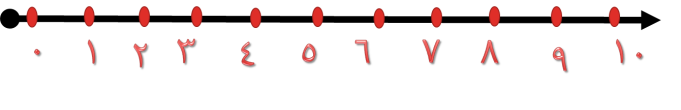 ٠ ١ ٢ ٣ ٤ ٥ ٦ ٧ ٨ ٩ ١٠